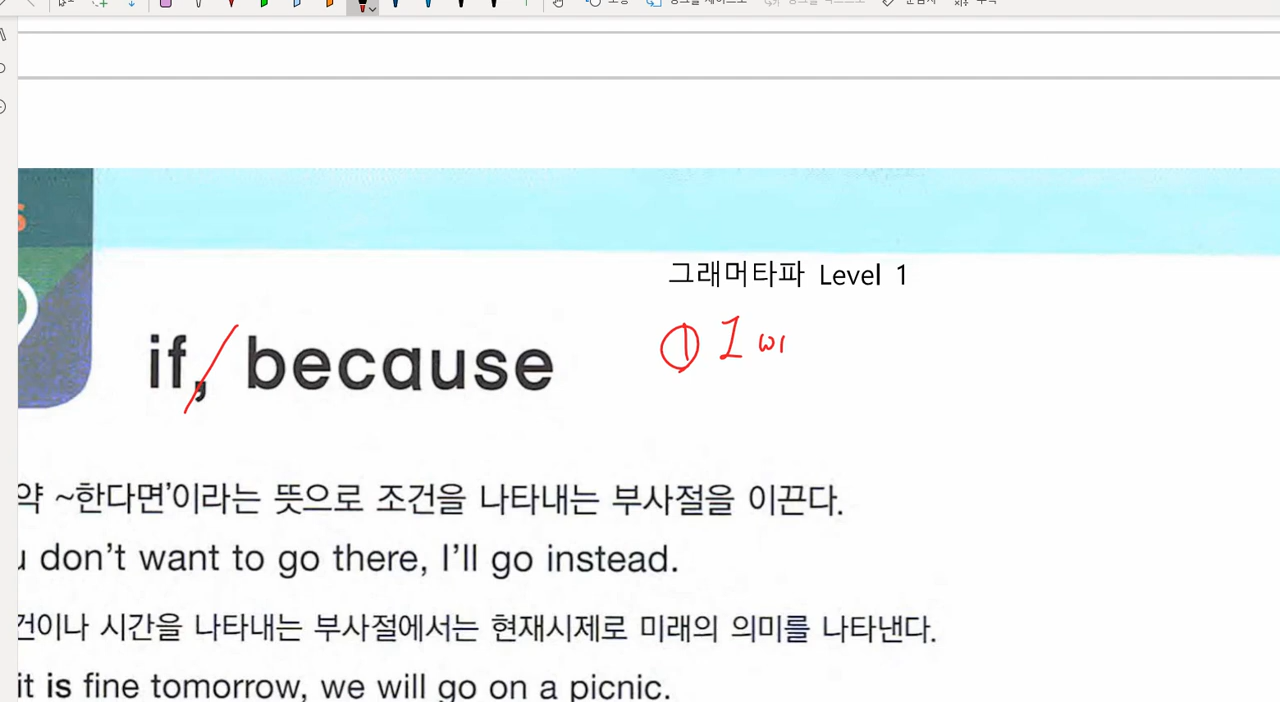 그래머타파 Level 1
① I wi
if, because
약 ~한다면'이라는 뜻으로 조건을 나타내는 부사절을 이끈다.
don't want to go there, I'll go instead.
건이나 시간을 나타내는 부사절에서는 현재시제로 미래의 의미를 나타낸다.
it is fine tomorrow, we will go on a picnic.